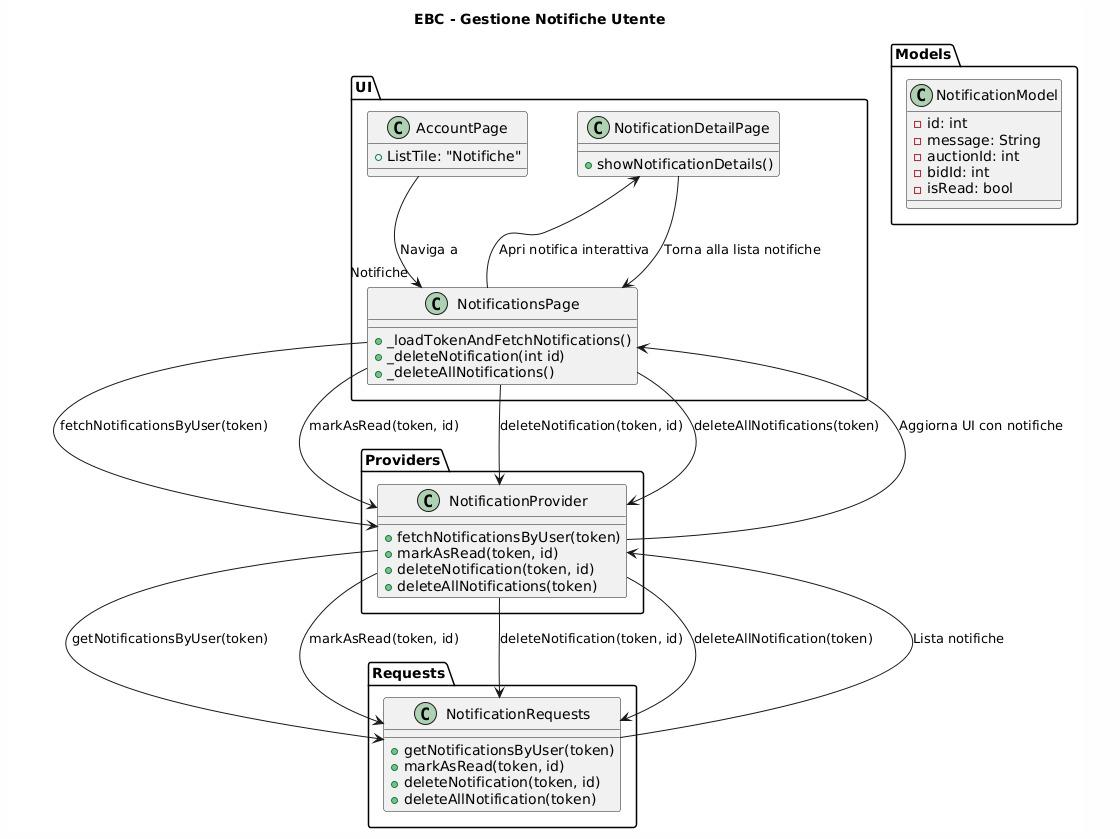 EBC - Gestione Notifiche Utente
Models
C NotificationModel
id: int
message: String
auctionId: int
bidId: int
isRead: bool
UI
C AccountPage
ListTile: "Notifiche"
C NotificationDetailPage
showNotificationDetails()
Naviga a
Notifiche
Apri notifica interattiva
Torna alla lista notifiche
C NotificationsPage
_loadTokenAndFetchNotifications()
_deleteNotification(int id)
_deleteAllNotifications()
fetchNotificationsByUser(token)
markAsRead(token, id)
deleteNotification(token, id)
deleteAllNotifications(token)
Aggiorna UI con notifiche
Providers
C NotificationProvider
fetchNotificationsByUser(token)
markAsRead(token, id)
deleteNotification(token, id)
deleteAllNotifications(token)
getNotificationsByUser(token)
markAsRead(token, id)
deleteNotification(token, id)
deleteAllNotification(token)
Lista notifiche
Requests
C NotificationRequests
getNotificationsByUser(token)
markAsRead(token, id)
deleteNotification(token, id)
deleteAllNotification(token)